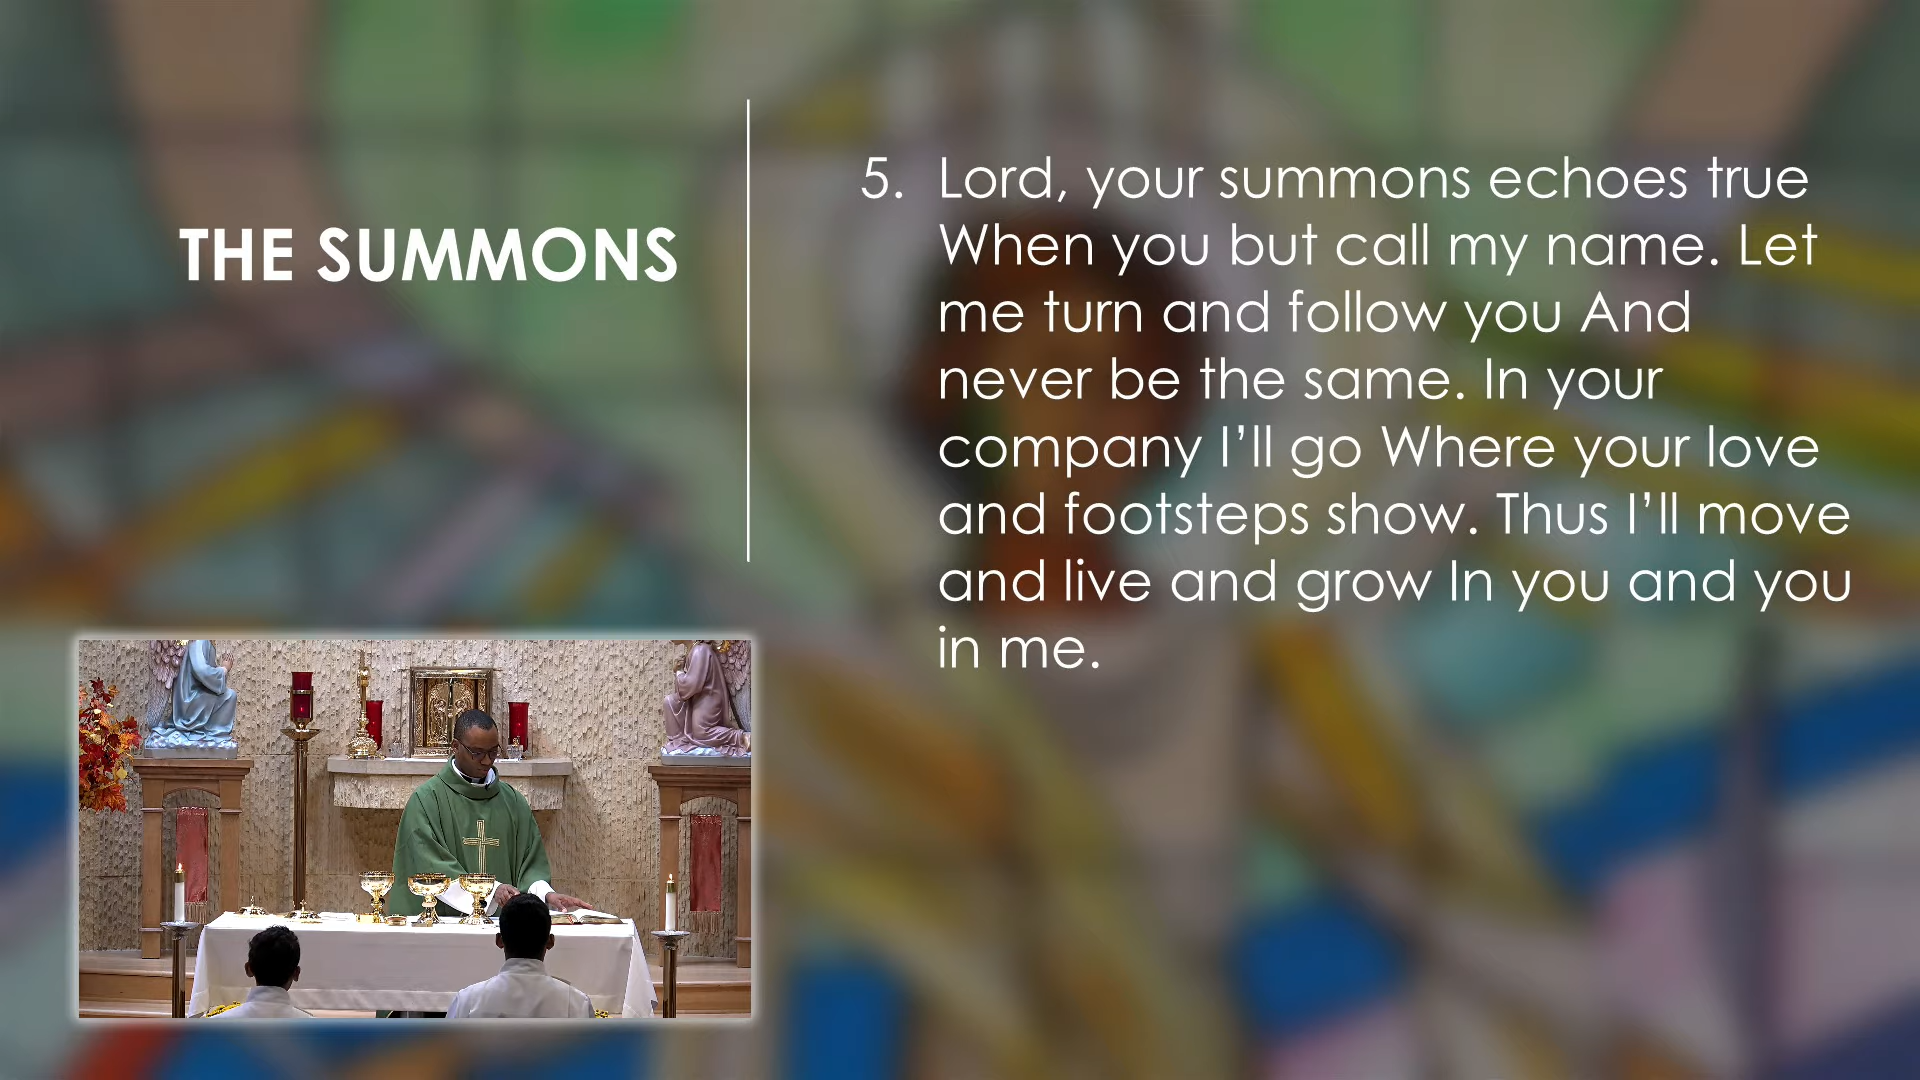 THE SUMMONS
5. Lord, your summons echoes true
When you but call my name. Let
me turn and follow you And
never be the same. In your
company I’ll go Where your love
and footsteps show. Thus I’ll move
and live and grow In you and you
in me.